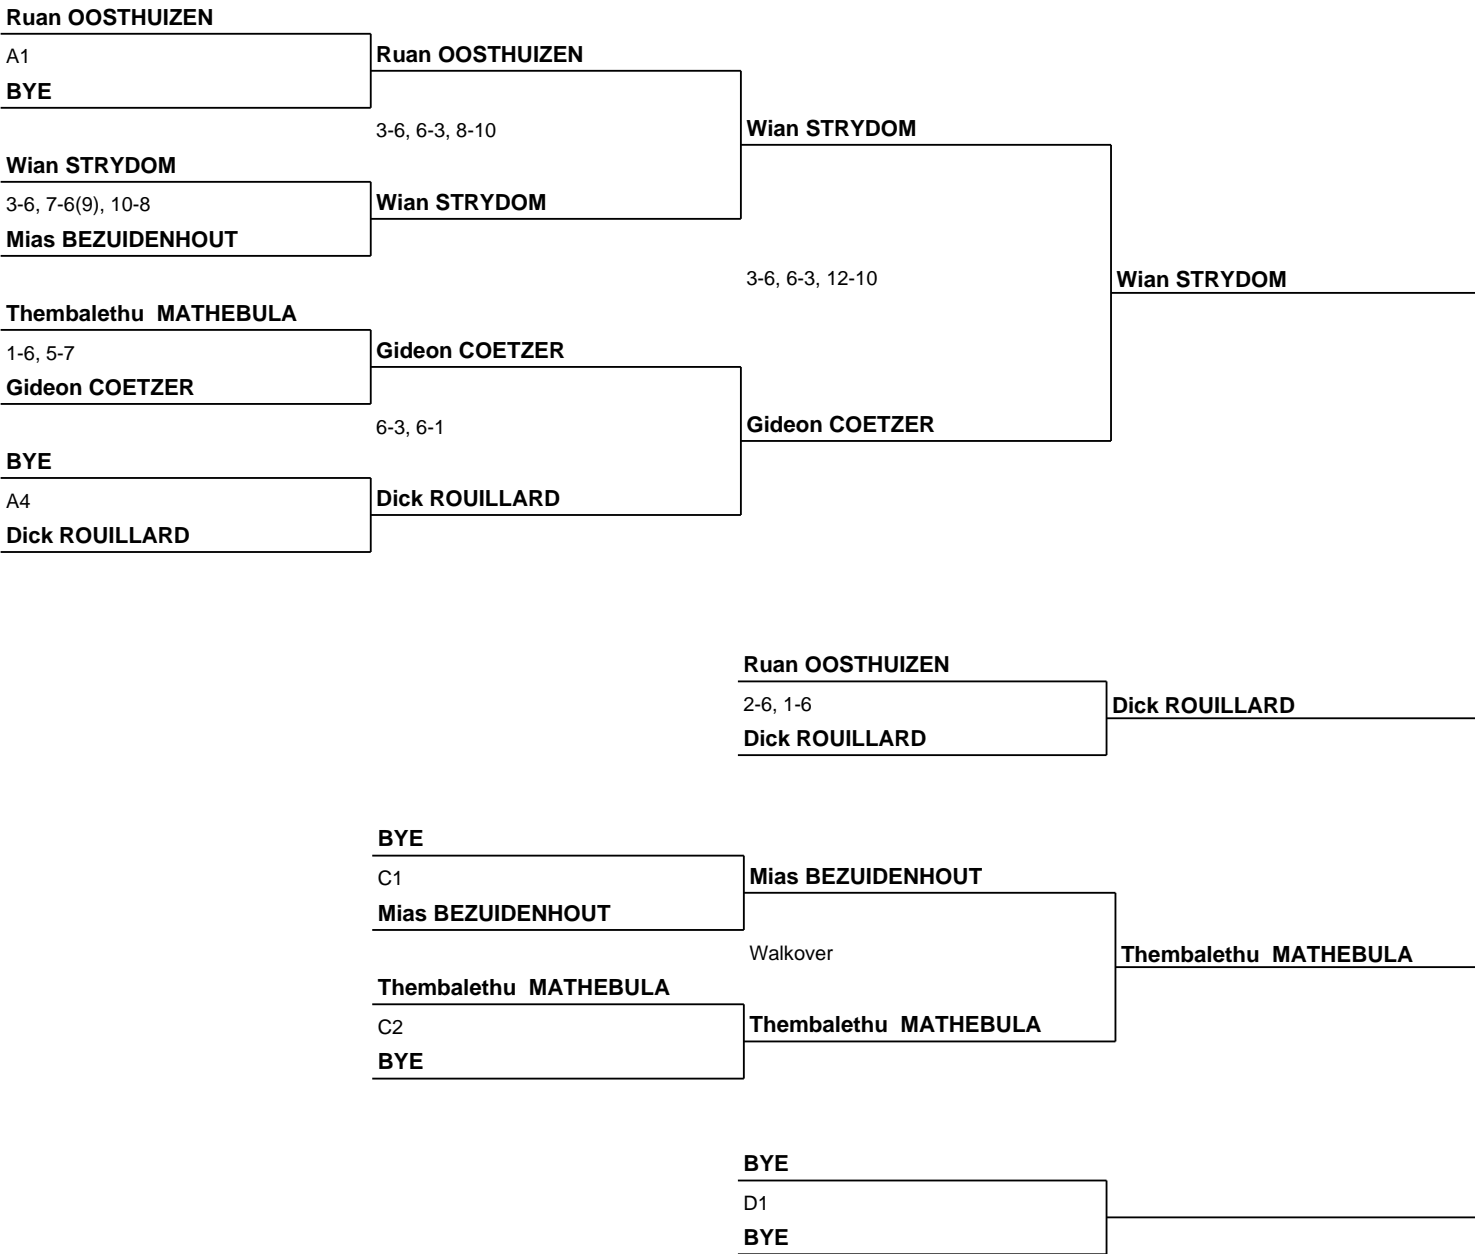 Ruan OOSTHUIZEN
A1
BYE
Ruan OOSTHUIZEN
3-6, 6-3, 8-10
Wian STRYDOM
Wian STRYDOM
3-6, 7-6(9), 10-8
Mias BEZUIDENHOUT
Wian STRYDOM
3-6, 6-3, 12-10
Wian STRYDOM
Thembalethu  MATHEBULA
1-6, 5-7
Gideon COETZER
Gideon COETZER
6-3, 6-1
Gideon COETZER
BYE
A4
Dick ROUILLARD
Dick ROUILLARD
Ruan OOSTHUIZEN
2-6, 1-6
Dick ROUILLARD
Dick ROUILLARD
BYE
C1
Mias BEZUIDENHOUT
Mias BEZUIDENHOUT
Walkover
Thembalethu  MATHEBULA
Thembalethu  MATHEBULA
C2
BYE
Thembalethu  MATHEBULA
BYE
D1
BYE